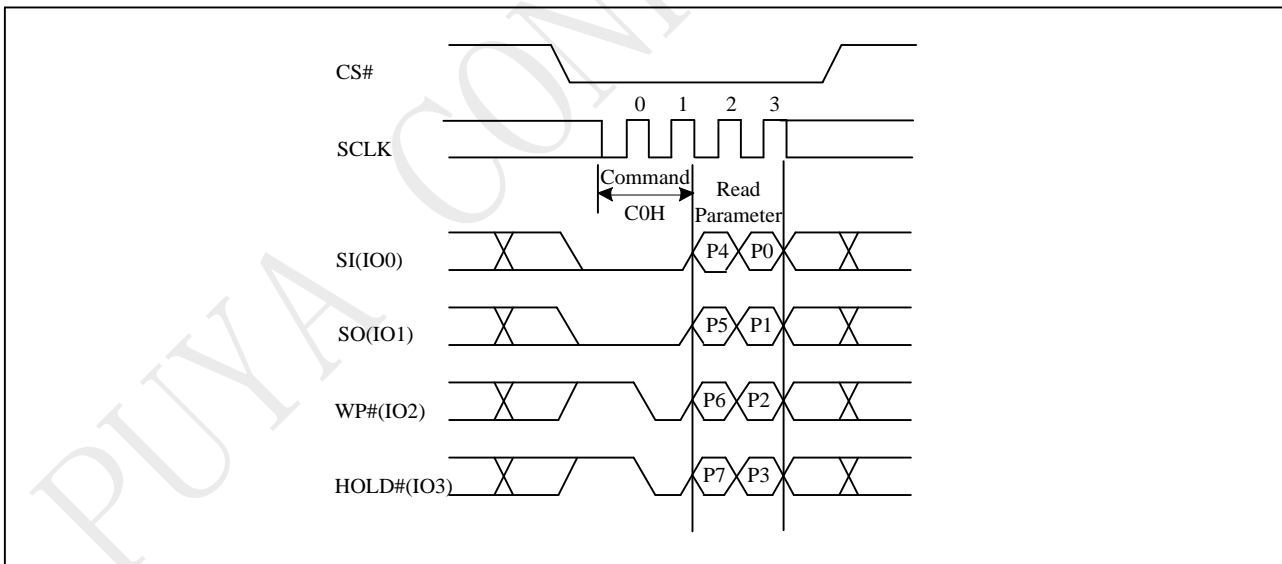 CS#
0 1 2 3
SCLK
Command
Read
C0H
Parameter
SI(IO0)
P4 P0
SO(IO1)
P5 P1
WP#(IO2)
P6 P2
HOLD#(IO3)
P7 P3
PUYA CON